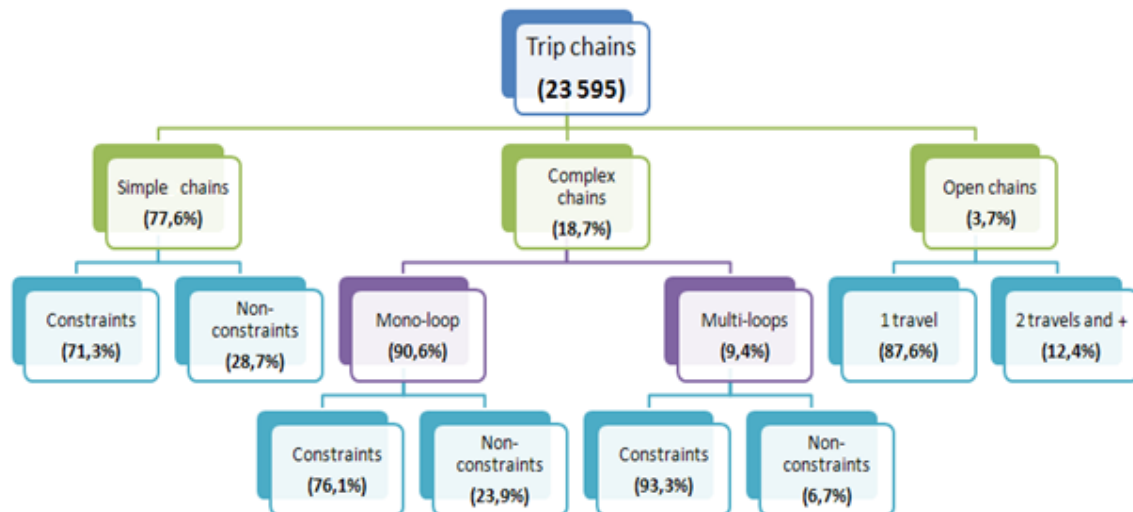 Trip chains
(23 595)
Simple chains
(77,6%)
Complex
chains
(18,7%)
Open chains
(3,7%)
Constraints
(71,3%)
Non-
constraints
(28,7%)
Mono-loop
(90,6%)
Multi-loops
(9,4%)
1 travel
(87,6%)
2 travels and +
(12,4%)
Constraints
(76,1%)
Non-
constraints
(23,9%)
Constraints
(93,3%)
Non-
constraints
(6,7%)